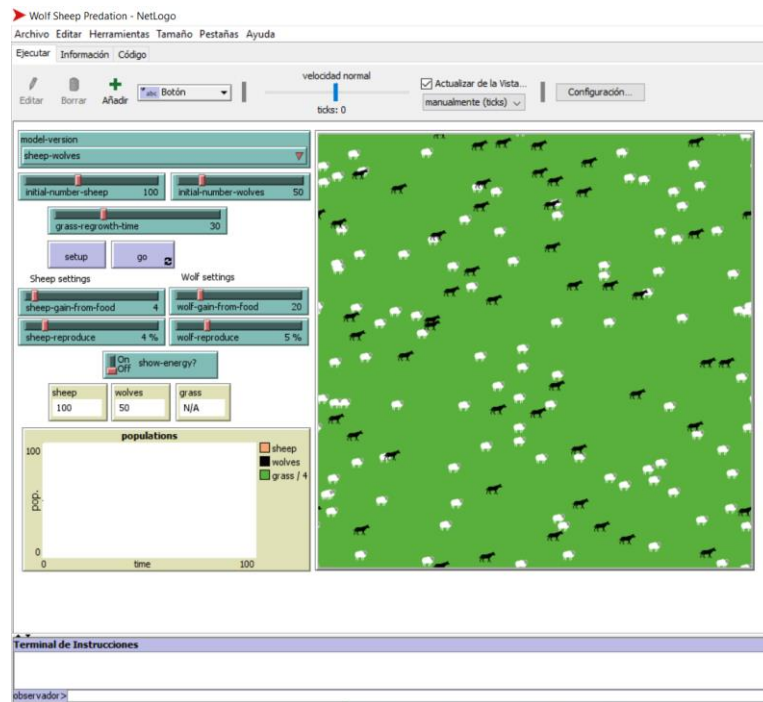 Wolf Sheep Predation - NetLogo
Archivo Editar Herramientas Tamaño Pestañas Ayuda
Ejecutar Información Código
Editar Borrar Añadir abc Botón velocidad normal ticks: 0 Actualizar de la Vista... manualmente (ticks) Configuración...
model-version
sheep-wolves
initial-number-sheep 100 initial-number-wolves 50
grass-regrowth-time 30
setup go
Sheep settings Wolf settings
sheep-gain-from-food 4 wolf-gain-from-food 20
sheep-reproduce 4 % wolf-reproduce 5 %
On Off show-energy?
sheep wolves grass
100 50 N/A
populations
100 sheep
wolves
grass / 4
pop.
0
0 time 100
Terminal de Instrucciones
observador>